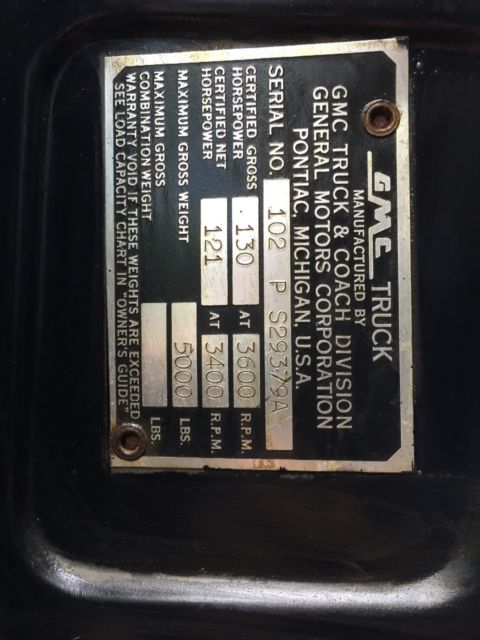 GMC TRUCK
MANUFACTURED BY
GMC TRUCK & COACH DIVISION
GENERAL MOTORS CORPORATION
PONTIAC, MICHIGAN, U.S.A.
SERIAL NO. 102 P S29379A
CERTIFIED GROSS HORSEPOWER 130 AT 3600 R.P.M.
CERTIFIED NET HORSEPOWER 121 AT 3400 R.P.M.
MAXIMUM GROSS WEIGHT 5000 LBS.
MAXIMUM GROSS COMBINATION WEIGHT LBS.
WARRANTY VOID IF THESE WEIGHTS ARE EXCEEDED
SEE LOAD CAPACITY CHART IN "OWNER'S GUIDE"